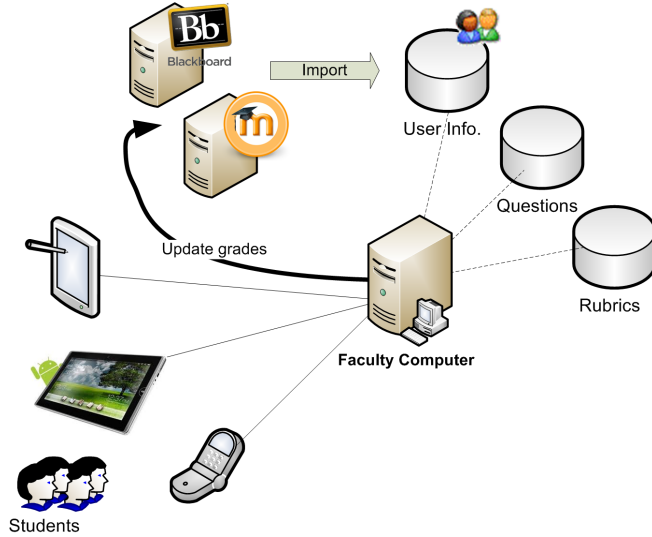 Bb
Blackboard
Import
m
User Info.
Questions
Update grades
Rubrics
Faculty Computer
Students